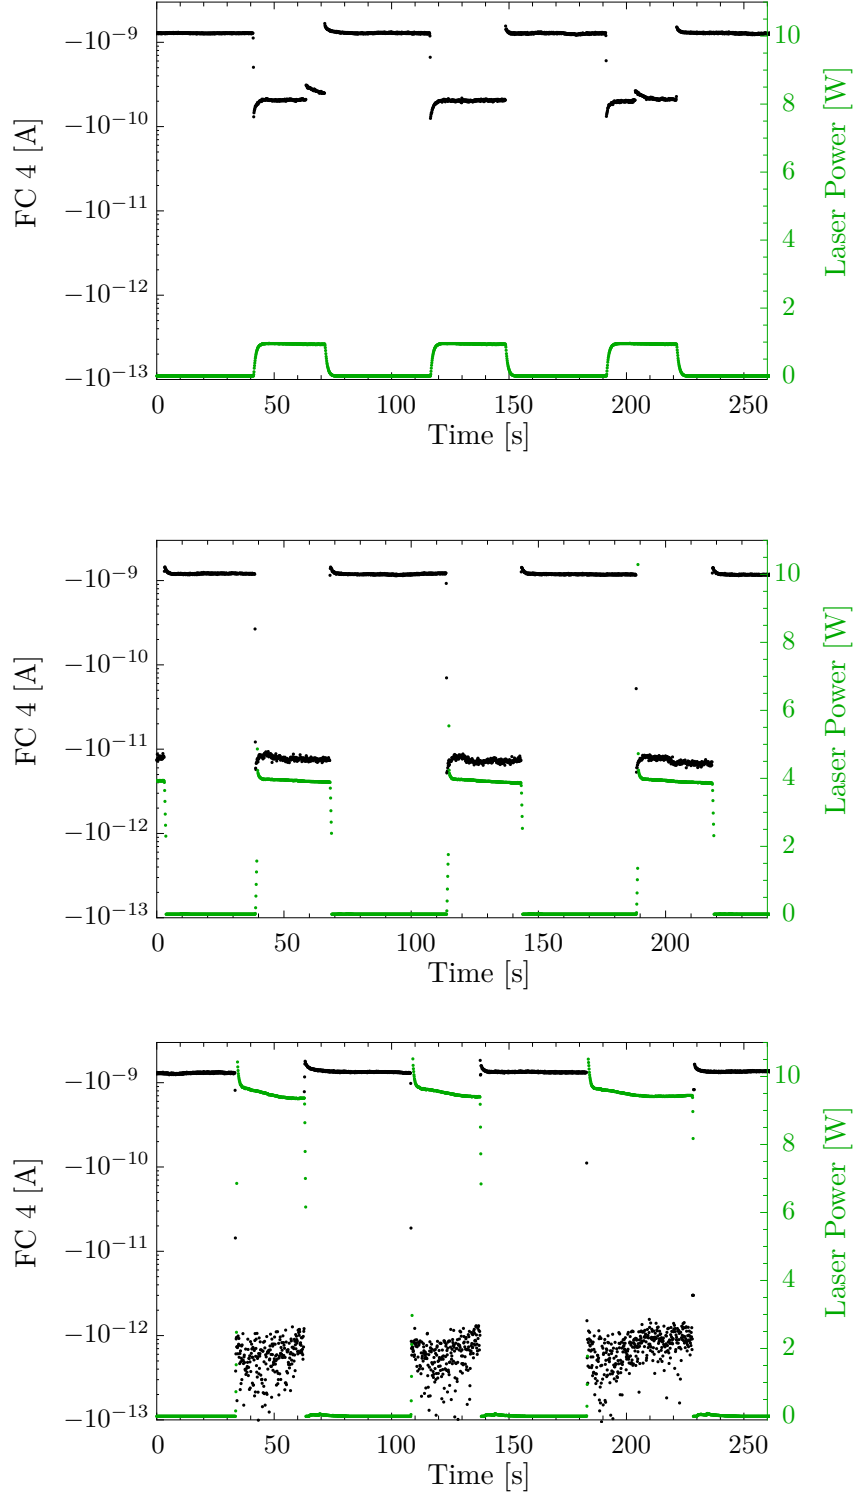 −10⁻⁹
−10⁻¹⁰
−10⁻¹¹
−10⁻¹²
−10⁻¹³
FC 4 [A]
10
8
6
4
2
0
Laser Power [W]
0 50 100 150 200 250
Time [s]
−10⁻⁹
−10⁻¹⁰
−10⁻¹¹
−10⁻¹²
−10⁻¹³
FC 4 [A]
10
8
6
4
2
0
Laser Power [W]
0 50 100 150 200
Time [s]
−10⁻⁹
−10⁻¹⁰
−10⁻¹¹
−10⁻¹²
−10⁻¹³
FC 4 [A]
10
8
6
4
2
0
Laser Power [W]
0 50 100 150 200 250
Time [s]